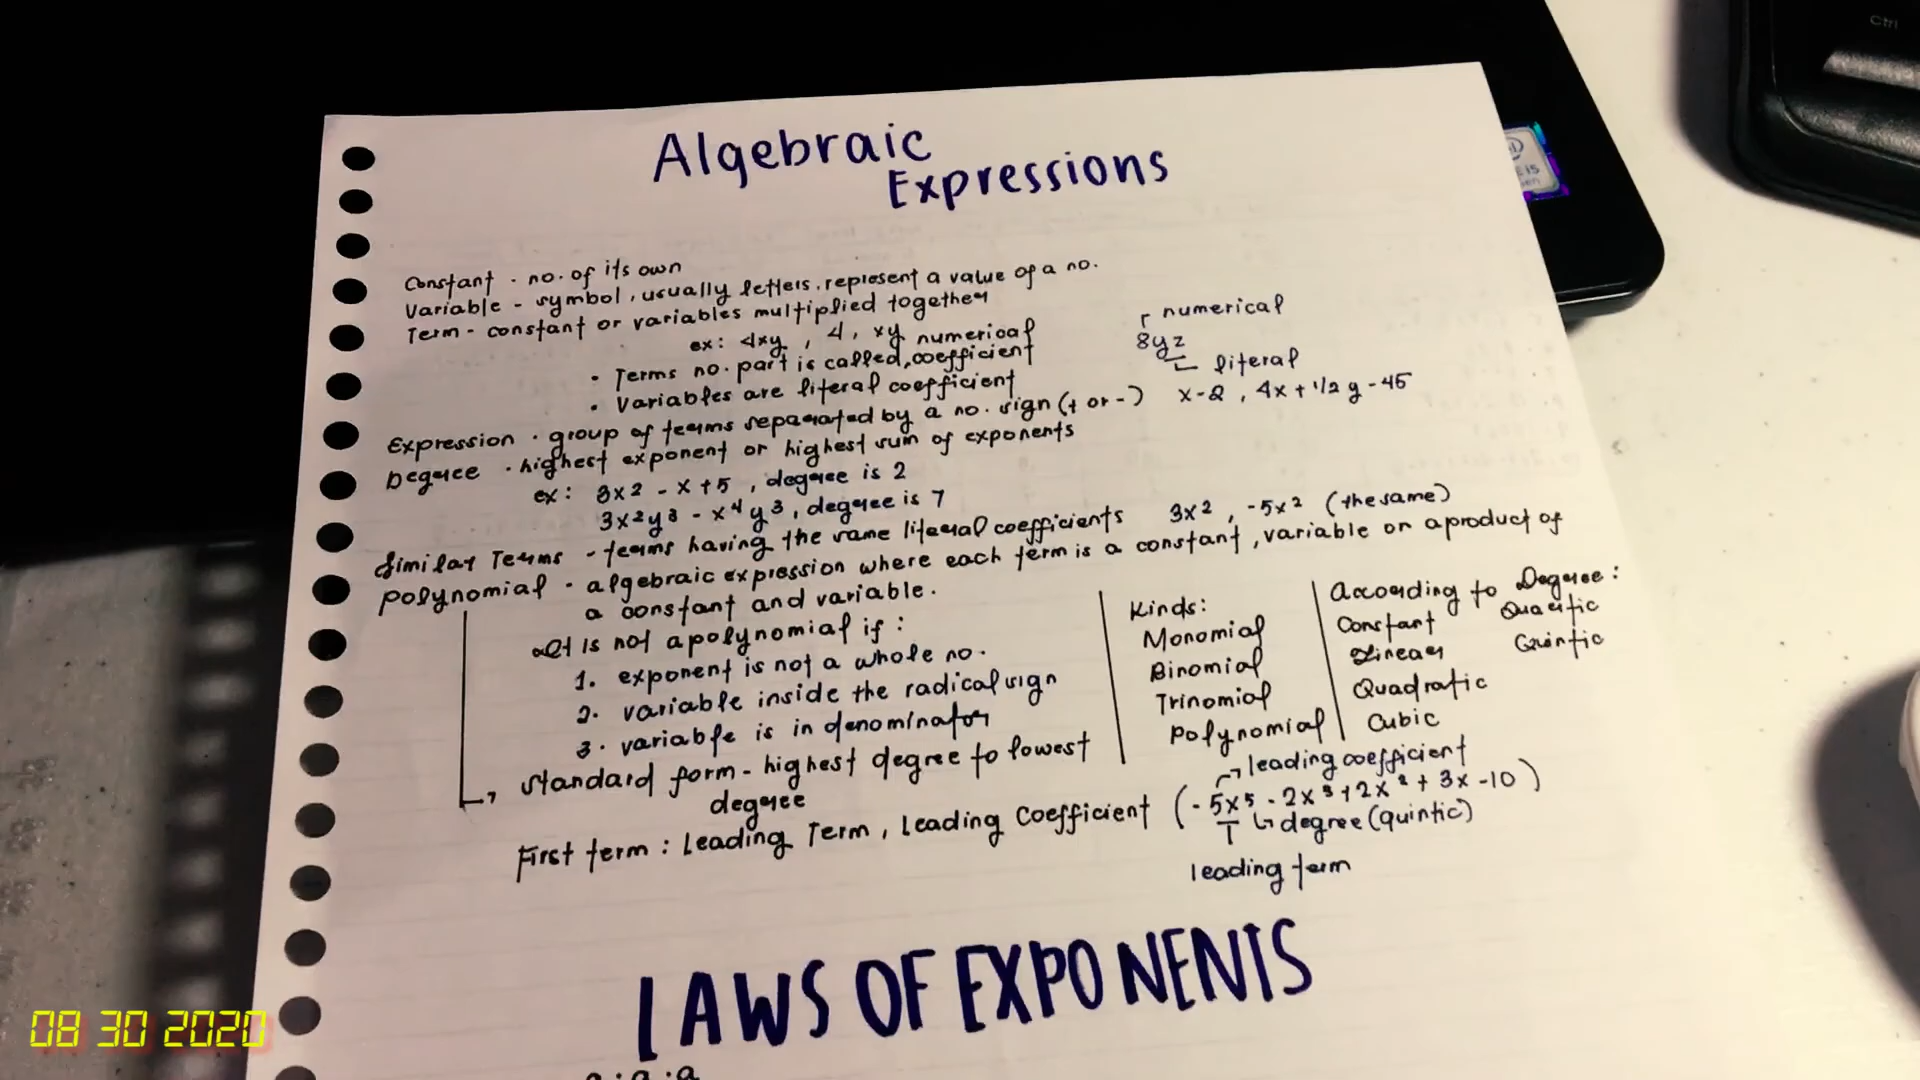 Algebraic
Expressions
Constant - no. of its own
Variable - symbol, usually letters, represent a value of a no.
Term - constant or variables multiplied together
ex: 4xy, 4, xy
• Terms no. part is called numerical coefficient
• Variables are literal coefficient
numerical
8yz
literal
Expression - group of terms separated by a no. sign (+ or -) x-2, 4x + 1/2 y - 45
Degree - highest exponent or highest sum of exponents
ex: 3x2 - x + 5, degree is 2
3x2y3 - x4y3, degree is 7
Similar Terms - terms having the same literal coefficients 3x2, -5x2 (the same)
Polynomial - algebraic expression where each term is a constant, variable or a product of
a constant and variable.
It is not a polynomial if:
1. exponent is not a whole no.
2. variable inside the radical sign
3. variable is in denominator
Kinds:
Monomial
Binomial
Trinomial
Polynomial
According to Degree:
Constant Quartic
Linear Quintic
Quadratic
Cubic
Standard form - highest degree to lowest
degree
leading coefficient
First term: Leading Term, Leading Coefficient (-5x5 - 2x3 + 2x2 + 3x - 10)
degree (quintic)
leading term
LAWS OF EXPONENTS
a · a · a
08 30 2020
Ctrl